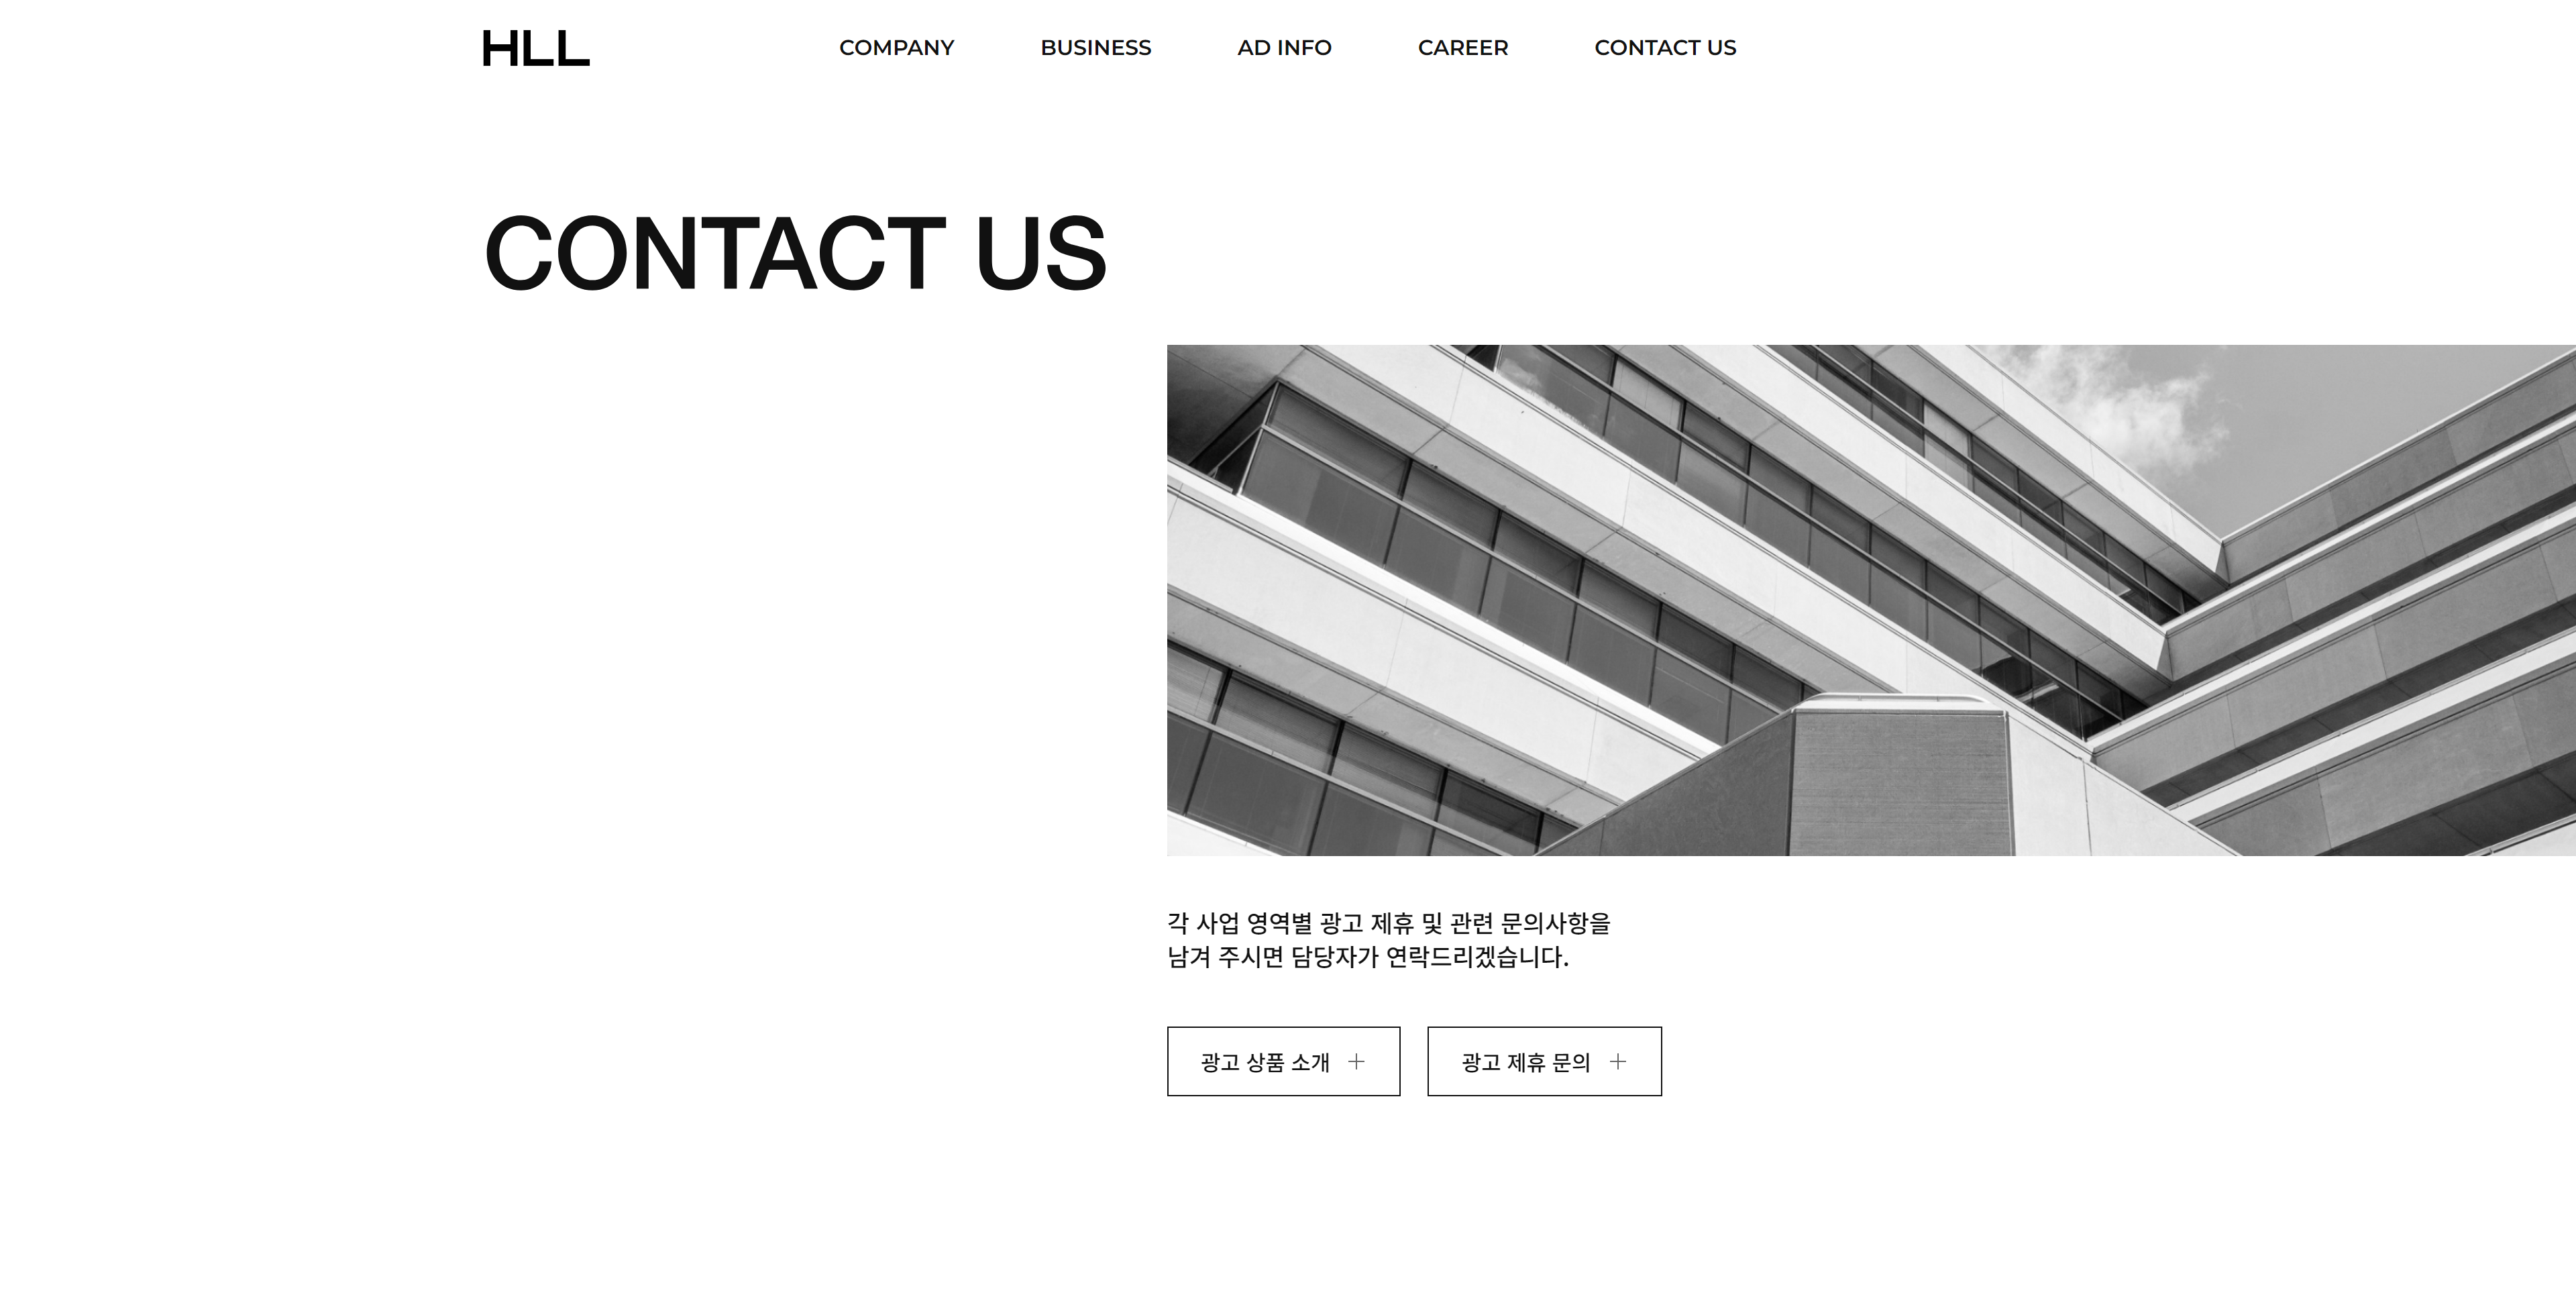 HLL
COMPANY
BUSINESS
AD INFO
CAREER
CONTACT US
CONTACT US
각 사업 영역별 광고 제휴 및 관련 문의사항을
남겨 주시면 담당자가 연락드리겠습니다.
광고 상품 소개
광고 제휴 문의